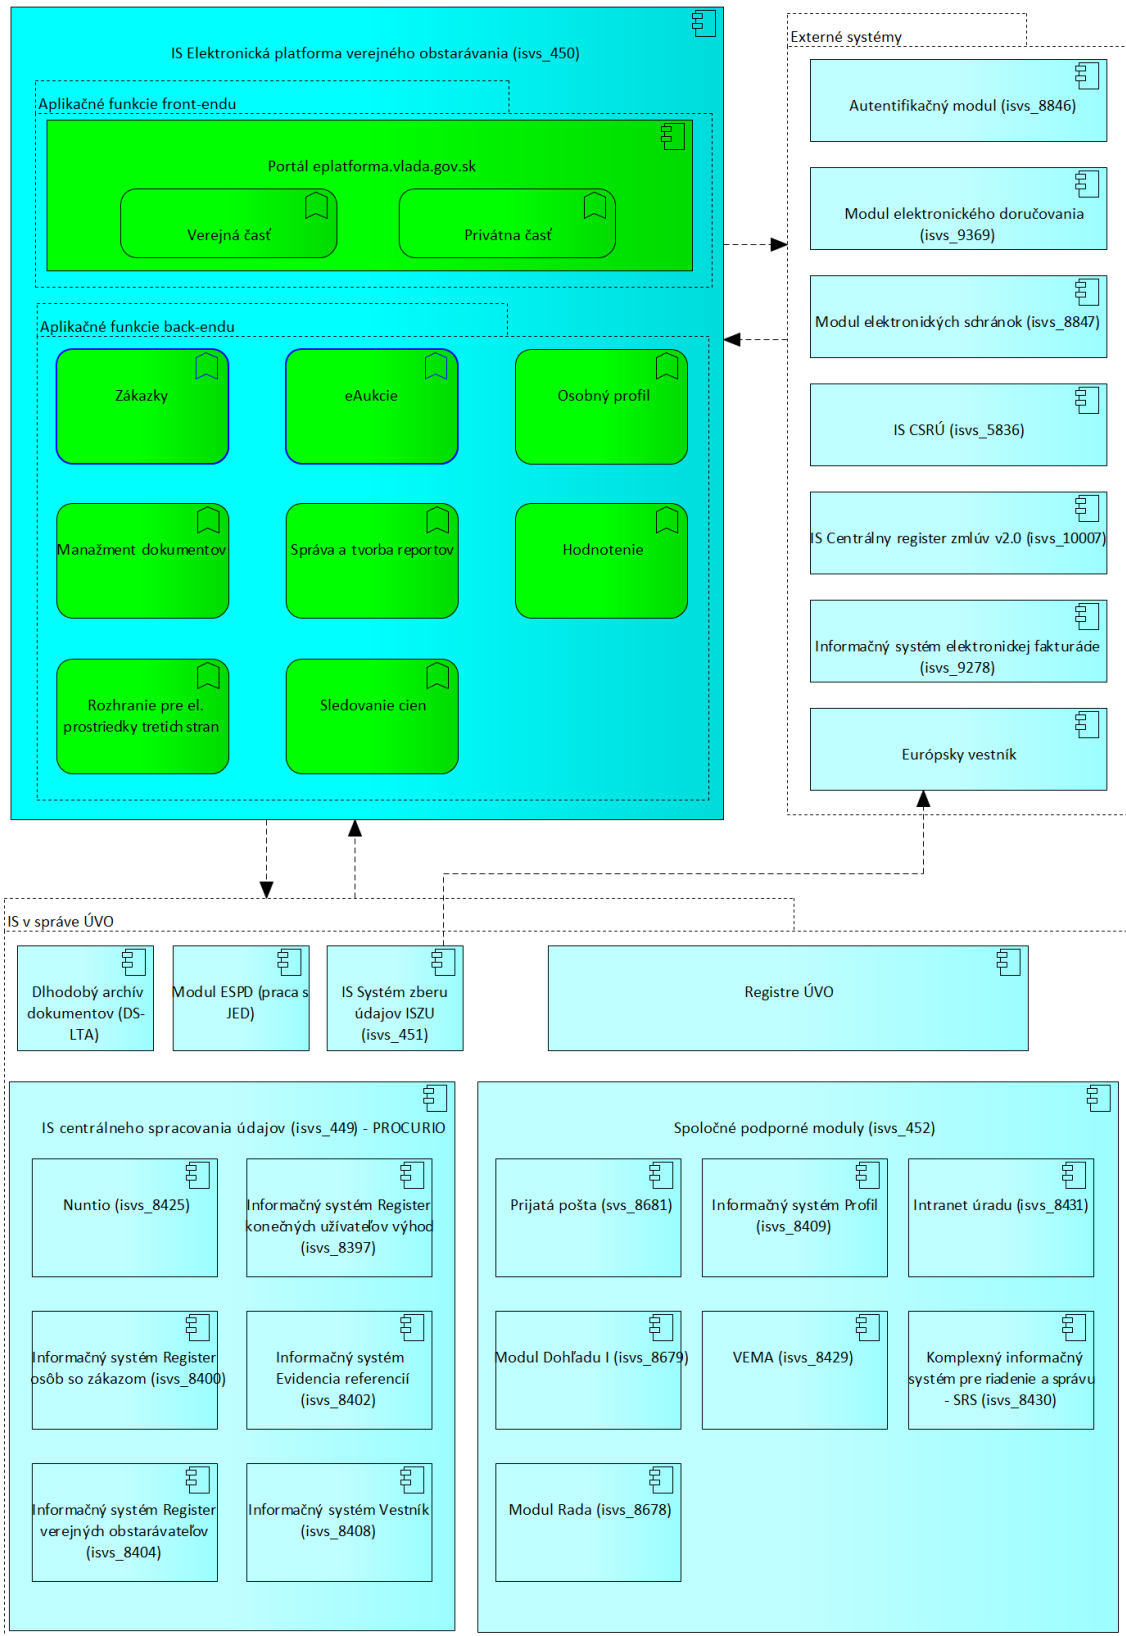 IS Elektronická platforma verejného obstarávania (isvs_450)
Aplikačné funkcie front-endu
Portál eplatforma.vlada.gov.sk
Verejná časť
Privátna časť
Aplikačné funkcie back-endu
Zákazky
eAukcie
Osobný profil
Manažment dokumentov
Správa a tvorba reportov
Hodnotenie
Rozhranie pre el.
prostriedky tretich stran
Sledovanie cien
Externé systémy
Autentifikačný modul (isvs_8846)
Modul elektronického doručovania
(isvs_9369)
Modul elektronických schránok (isvs_8847)
IS CSRÚ (isvs_5836)
IS Centrálny register zmlúv v2.0 (isvs_10007)
Informačný systém elektronickej fakturácie
(isvs_9278)
Európsky vestník
IS v správe ÚVO
Dlhodobý archív
dokumentov (DS-
LTA)
Modul ESPD (praca s
JED)
IS Systém zberu
údajov ISZU
(isvs_451)
Registre ÚVO
IS centrálneho spracovania údajov (isvs_449) - PROCURIO
Nuntio (isvs_8425)
Informačný systém Register
konečných užívateľov výhod
(isvs_8397)
Informačný systém Register
osôb so zákazom (isvs_8400)
Informačný systém
Evidencia referencií
(isvs_8402)
Informačný systém Register
verejných obstarávateľov
(isvs_8404)
Informačný systém Vestník
(isvs_8408)
Spoločné podporné moduly (isvs_452)
Prijatá pošta (svs_8681)
Informačný systém Profil
(isvs_8409)
Intranet úradu (isvs_8431)
Modul Dohľadu I (isvs_8679)
VEMA (isvs_8429)
Komplexný informačný
systém pre riadenie a správu
- SRS (isvs_8430)
Modul Rada (isvs_8678)